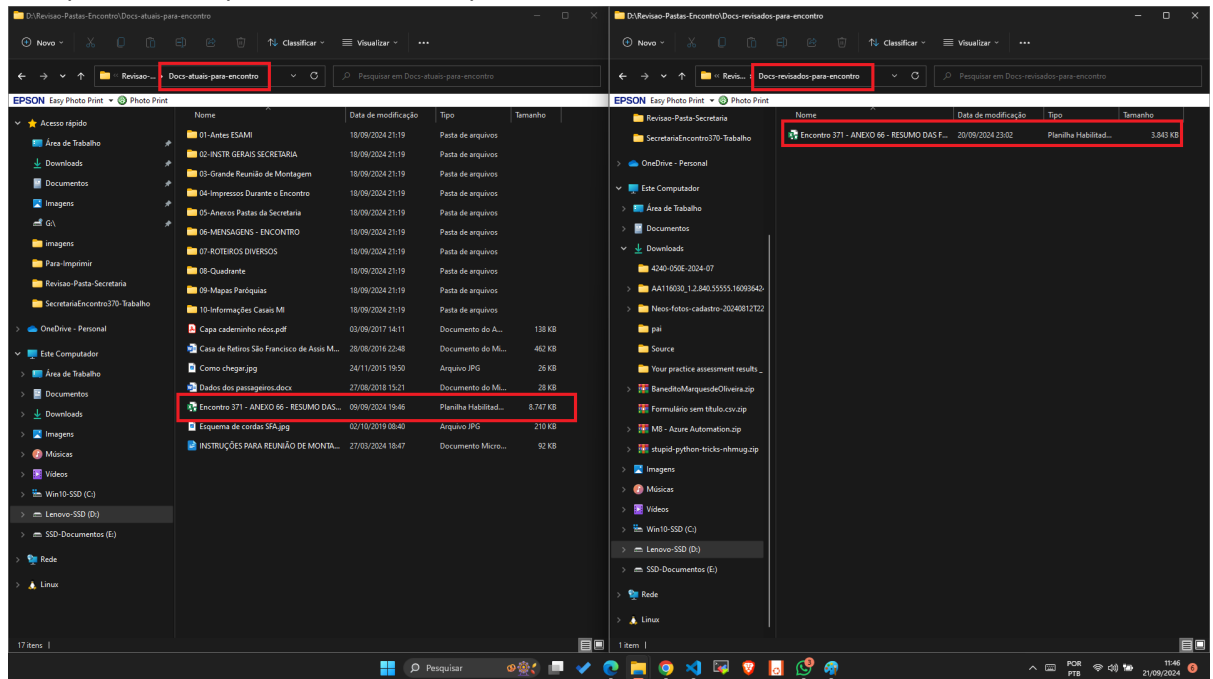 D:\Revisao-Pastas-Encontro\Docs-atuais-para-encontro
Novo
Classificar
Visualizar
Revisao-...
Docs-atuais-para-encontro
Pesquisar em Docs-atuais-para-encontro
EPSON Easy Photo Print Photo Print
Acesso rápido
Área de Trabalho
Downloads
Documentos
Imagens
G:\
imagens
Para-Imprimir
Revisao-Pasta-Secretaria
SecretariaEncontro370-Trabalho
OneDrive - Personal
Este Computador
Área de Trabalho
Documentos
Downloads
Imagens
Músicas
Vídeos
Win10-SSD (C:)
Lenovo-SSD (D:)
SSD-Documentos (E:)
Rede
Linux
Nome Data de modificação Tipo Tamanho
01-Antes ESAMI 18/09/2024 21:19 Pasta de arquivos
02-INSTR GERAIS SECRETARIA 18/09/2024 21:19 Pasta de arquivos
03-Grande Reunião de Montagem 18/09/2024 21:19 Pasta de arquivos
04-Impressos Durante o Encontro 18/09/2024 21:19 Pasta de arquivos
05-Anexos Pastas da Secretaria 18/09/2024 21:19 Pasta de arquivos
06-MENSAGENS - ENCONTRO 18/09/2024 21:19 Pasta de arquivos
07-ROTEIROS DIVERSOS 18/09/2024 21:19 Pasta de arquivos
08-Quadrante 18/09/2024 21:19 Pasta de arquivos
09-Mapas Paróquias 18/09/2024 21:19 Pasta de arquivos
10-Informações Casais MI 18/09/2024 21:19 Pasta de arquivos
Capa caderninho néos.pdf 03/09/2017 14:11 Documento do A... 138 KB
Casa de Retiros São Francisco de Assis M... 28/08/2016 22:48 Documento do Mi... 462 KB
Como chegar.jpg 24/11/2015 19:50 Arquivo JPG 26 KB
Dados dos passageiros.docx 27/08/2018 15:21 Documento do Mi... 28 KB
Encontro 371 - ANEXO 66 - RESUMO DAS... 09/09/2024 19:46 Planilha Habilitad... 8.747 KB
Esquema de cordas SFA.jpg 02/10/2019 08:40 Arquivo JPG 210 KB
INSTRUÇÕES PARA REUNIÃO DE MONTA... 27/03/2024 18:47 Documento Micro... 92 KB
17 itens
D:\Revisao-Pastas-Encontro\Docs-revisados-para-encontro
Novo
Classificar
Visualizar
Revis...
Docs-revisados-para-encontro
Pesquisar em Docs-revisados-para-encontro
EPSON Easy Photo Print Photo Print
Revisao-Pasta-Secretaria
SecretariaEncontro370-Trabalho
OneDrive - Personal
Este Computador
Área de Trabalho
Documentos
Downloads
4240-050E-2024-07
AA116030_1.2.840.55555.16093642-
Neos-fotos-cadastro-20240812T22
pai
Source
Your practice assessment results _
BaneditoMarquesdeOliveira.zip
Formulário sem título.csv.zip
M8 - Azure Automation.zip
stupid-python-tricks-nhmug.zip
Imagens
Músicas
Vídeos
Win10-SSD (C:)
Lenovo-SSD (D:)
SSD-Documentos (E:)
Rede
Linux
Nome Data de modificação Tipo Tamanho
Encontro 371 - ANEXO 66 - RESUMO DAS F... 20/09/2024 23:02 Planilha Habilitad... 3.843 KB
1 item
Pesquisar
3
POR
PTB
11:46
21/09/2024
6